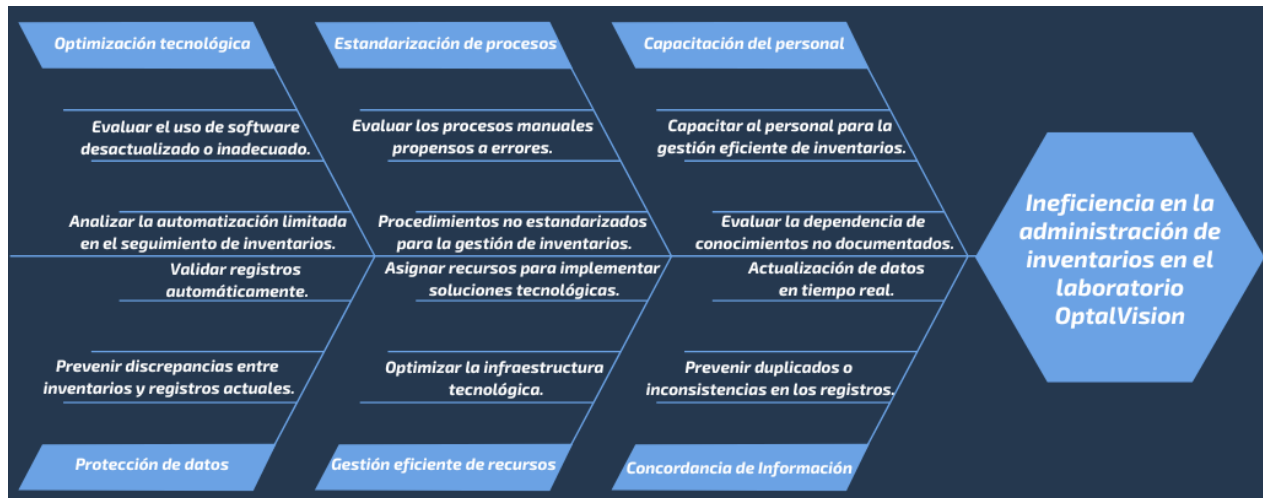 Optimización tecnológica
Estandarización de procesos
Capacitación del personal
Evaluar el uso de software
desactualizado o inadecuado.
Evaluar los procesos manuales
propensos a errores.
Capacitar al personal para la
gestión eficiente de inventarios.
Analizar la automatización limitada
en el seguimiento de inventarios.
Procedimientos no estandarizados
para la gestión de inventarios.
Evaluar la dependencia de
conocimientos no documentados.
Validar registros
automáticamente.
Asignar recursos para implementar
soluciones tecnológicas.
Actualización de datos
en tiempo real.
Prevenir discrepancias entre
inventarios y registros actuales.
Optimizar la infraestructura
tecnológica.
Prevenir duplicados o
inconsistencias en los registros.
Protección de datos
Gestión eficiente de recursos
Concordancia de Información
Ineficiencia en la
administración de
inventarios en el
laboratorio
OptalVision